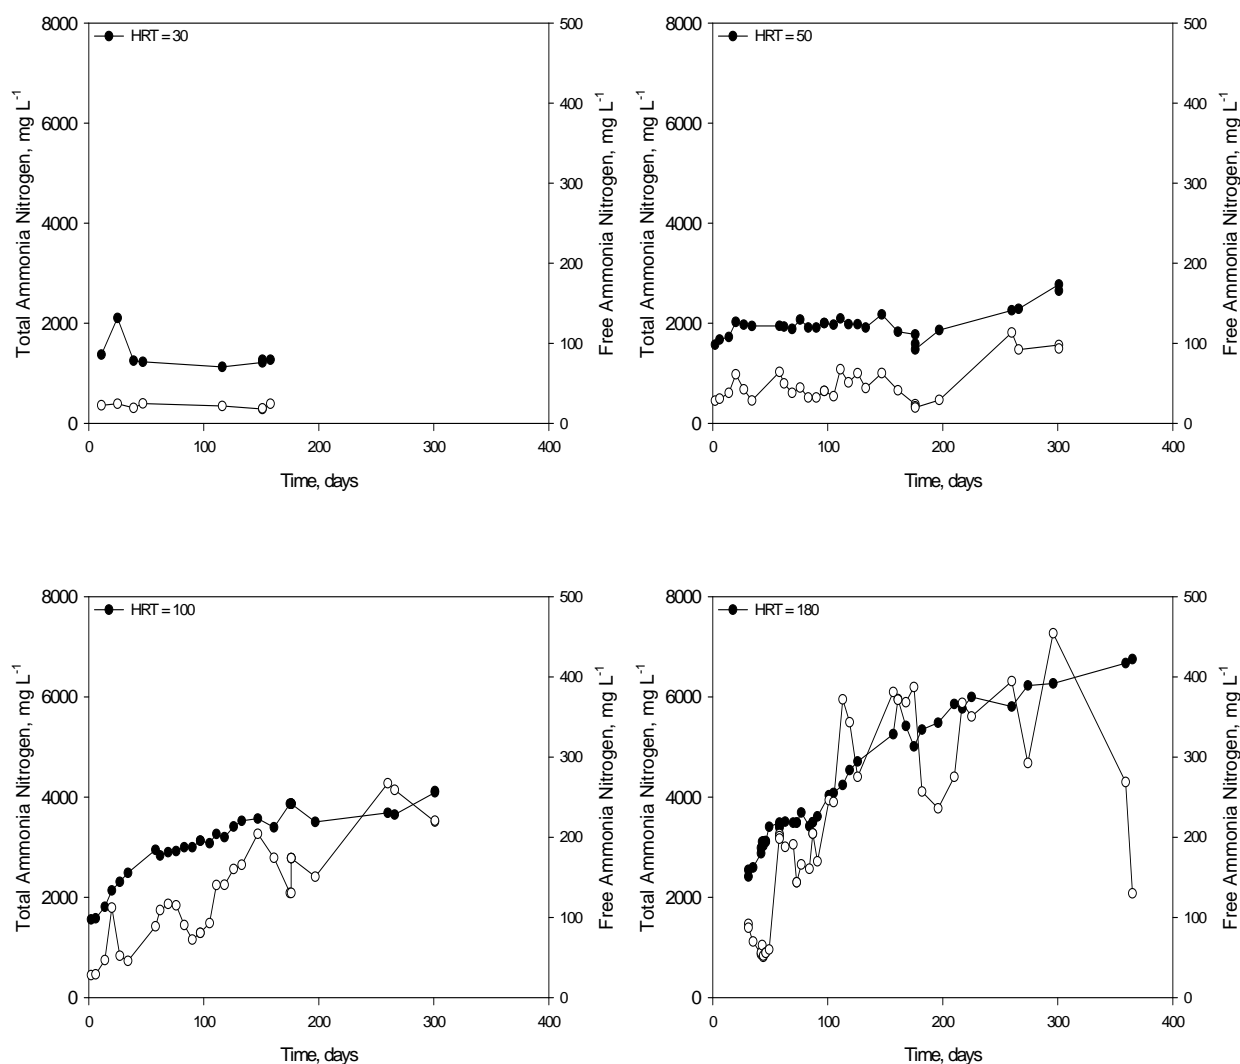 HRT = 30
Total Ammonia Nitrogen, mg L⁻¹
8000
6000
4000
2000
0
500
400
300
200
100
0
Free Ammonia Nitrogen, mg L⁻¹
0 100 200 300 400
Time, days
HRT = 50
Total Ammonia Nitrogen, mg L⁻¹
8000
6000
4000
2000
0
500
400
300
200
100
0
Free Ammonia Nitrogen, mg L⁻¹
0 100 200 300 400
Time, days
HRT = 100
Total Ammonia Nitrogen, mg L⁻¹
8000
6000
4000
2000
0
500
400
300
200
100
0
Free Ammonia Nitrogen, mg L⁻¹
0 100 200 300 400
Time, days
HRT = 180
Total Ammonia Nitrogen, mg L⁻¹
8000
6000
4000
2000
0
500
400
300
200
100
0
Free Ammonia Nitrogen, mg L⁻¹
0 100 200 300 400
Time, days